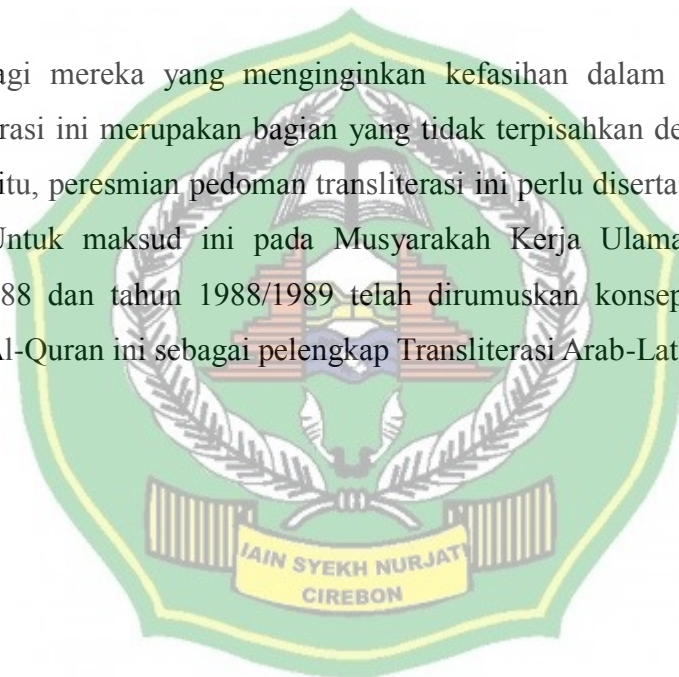 agi mereka yang menginginkan kefasihan dalam
rasi ini merupakan bagian yang tidak terpisahkan de
itu, peresmian pedoman transliterasi ini perlu diserta
Untuk maksud ini pada Musyarakah Kerja Ulama
88 dan tahun 1988/1989 telah dirumuskan konsep
Al-Quran ini sebagai pelengkap Transliterasi Arab-Lat
IAIN SYEKH NURJATI
CIREBON